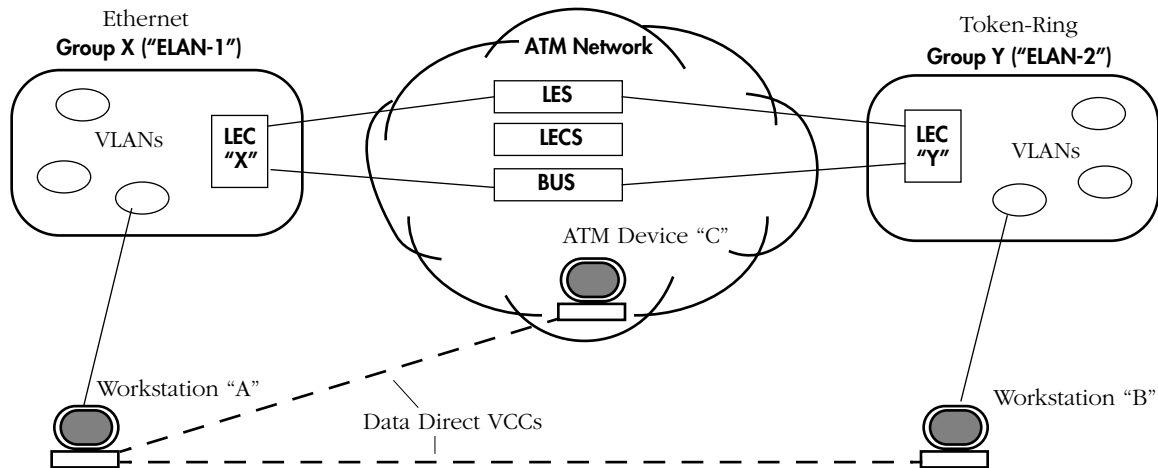 Ethernet
Group X ("ELAN-1")
ATM Network
Token-Ring
Group Y ("ELAN-2")
VLANs
LEC
"X"
LES
LECS
BUS
LEC
"Y"
VLANs
ATM Device "C"
Workstation "A"
Data Direct VCCs
Workstation "B"